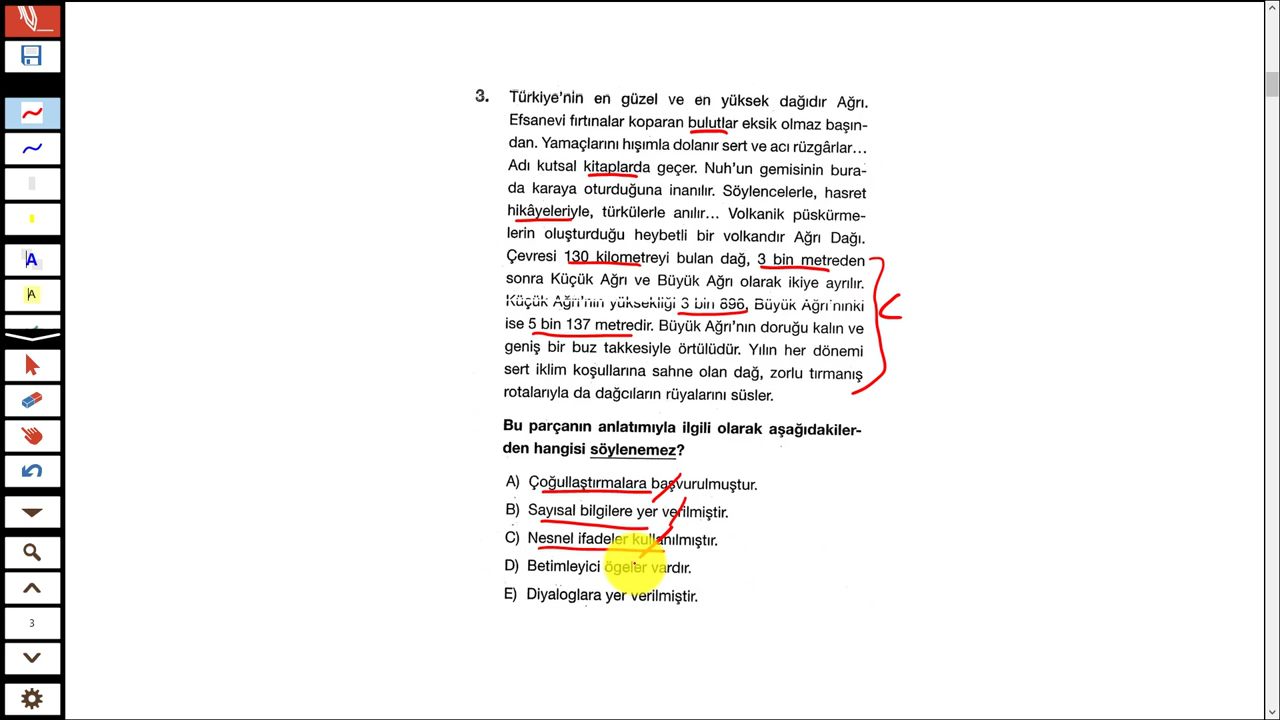 3. Türkiye'nin en güzel ve en yüksek dağıdır Ağrı.
Efsanevi fırtınalar koparan bulutlar eksik olmaz başın-
dan. Yamaçlarını hışımla dolanır sert ve acı rüzgârlar...
Adı kutsal kitaplarda geçer. Nuh'un gemisinin bura-
da karaya oturduğuna inanılır. Söylencelerle, hasret
hikâyeleriyle, türkülerle anılır... Volkanik püskürme-
lerin oluşturduğu heybetli bir volkandır Ağrı Dağı.
Çevresi 130 kilometreyi bulan dağ, 3 bin metreden
sonra Küçük Ağrı ve Büyük Ağrı olarak ikiye ayrılır.
Küçük Ağrı'nın yüksekliği 3 bin 896, Büyük Ağrı'nınki
ise 5 bin 137 metredir. Büyük Ağrı'nın doruğu kalın ve
geniş bir buz takkesiyle örtülüdür. Yılın her dönemi
sert iklim koşullarına sahne olan dağ, zorlu tırmanış
rotalarıyla da dağcıların rüyalarını süsler.
Bu parçanın anlatımıyla ilgili olarak aşağıdakiler-
den hangisi söylenemez?
A) Çoğullaştırmalara başvurulmuştur.
B) Sayısal bilgilere yer verilmiştir.
C) Nesnel ifadeler kullanılmıştır.
D) Betimleyici ögeler vardır.
E) Diyaloglara yer verilmiştir.
A
A
3